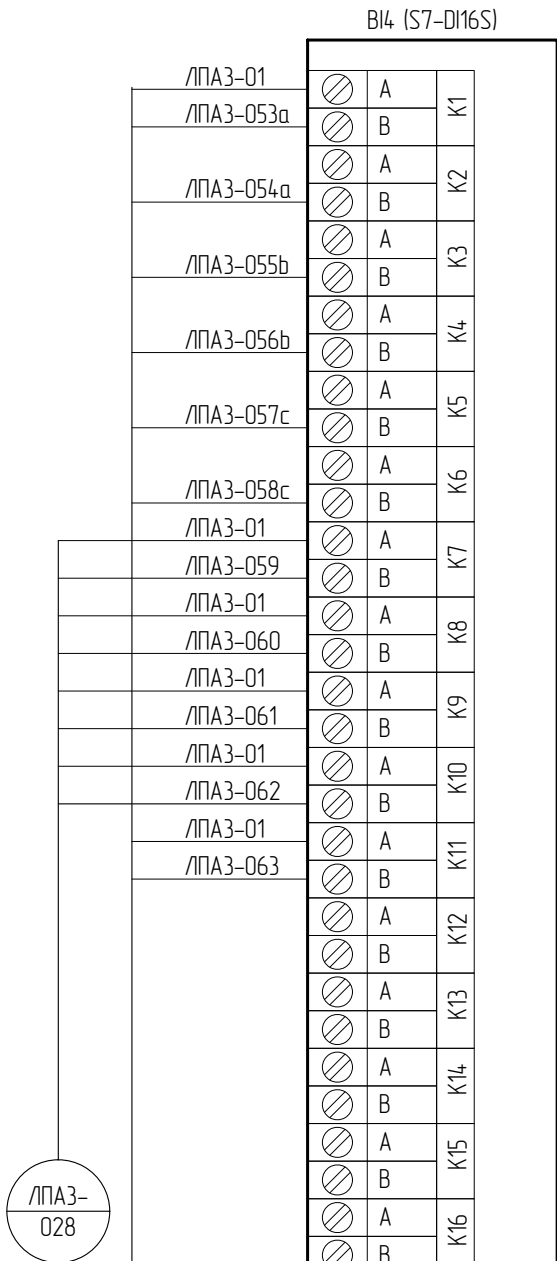 BI4 (S7-DI16S)
ЛПАЗ-01 A K1
ЛПАЗ-053a B
A K2
ЛПАЗ-054a B
A K3
ЛПАЗ-055b B
A K4
ЛПАЗ-056b B
A K5
ЛПАЗ-057c B
A K6
ЛПАЗ-058c B
ЛПАЗ-01 A K7
ЛПАЗ-059 B
ЛПАЗ-01 A K8
ЛПАЗ-060 B
ЛПАЗ-01 A K9
ЛПАЗ-061 B
ЛПАЗ-01 A K10
ЛПАЗ-062 B
ЛПАЗ-01 A K11
ЛПАЗ-063 B
A K12
B
A K13
B
A K14
B
A K15
B
A K16
B
ЛПАЗ-
028